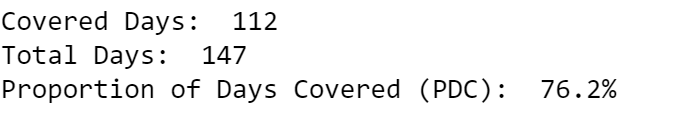 Covered Days:  112
Total Days:  147
Proportion of Days Covered (PDC):  76.2%